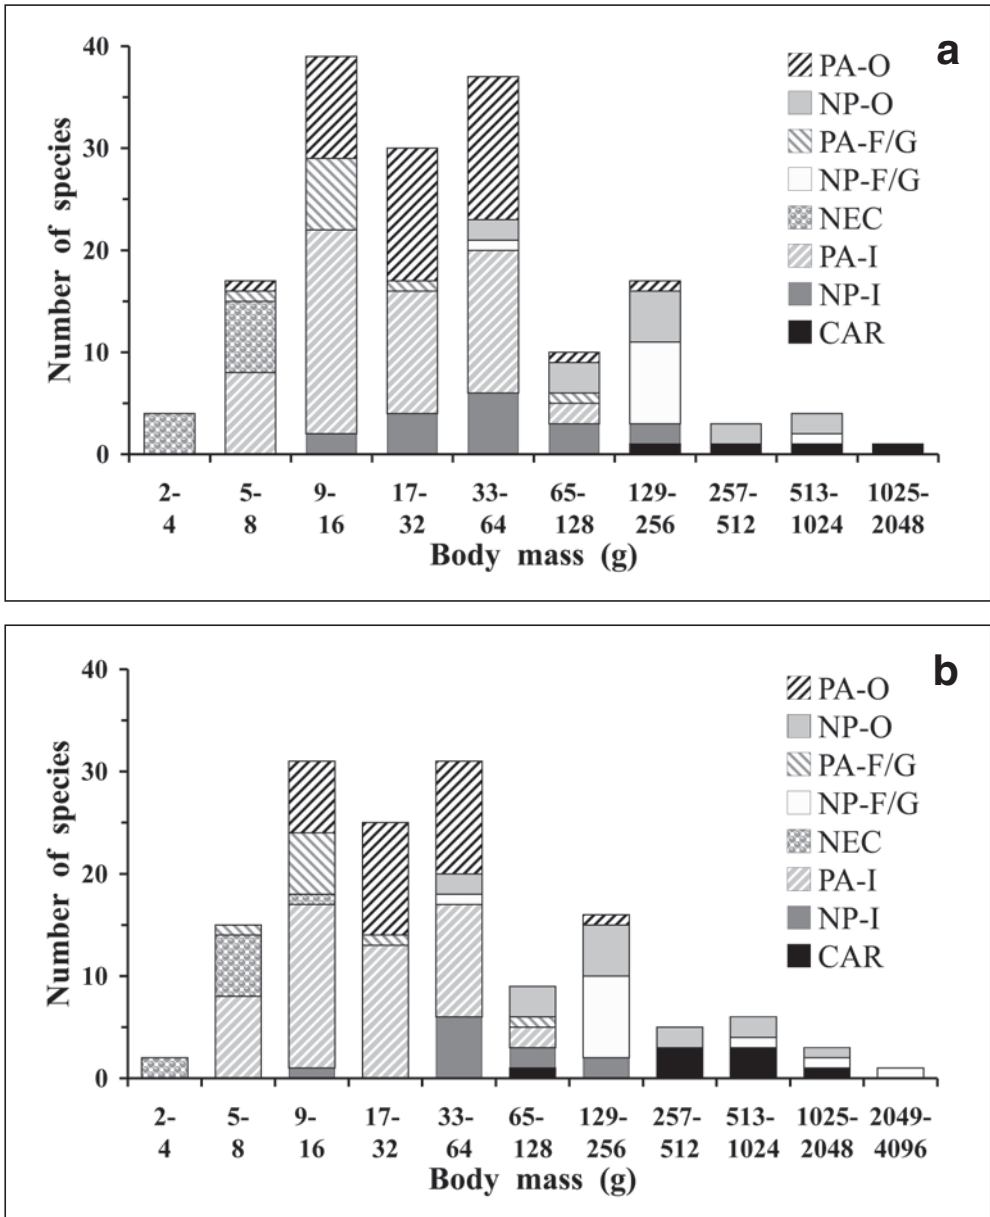 a
40
30
20
10
0
Number of species
PA-O
NP-O
PA-F/G
NP-F/G
NEC
PA-I
NP-I
CAR
2- 5- 9- 17- 33- 65- 129- 257- 513- 1025-
4 8 16 32 64 128 256 512 1024 2048
Body mass (g)
b
40
30
20
10
0
Number of species
PA-O
NP-O
PA-F/G
NP-F/G
NEC
PA-I
NP-I
CAR
2- 5- 9- 17- 33- 65- 129- 257- 513- 1025- 2049-
4 8 16 32 64 128 256 512 1024 2048 4096
Body mass (g)